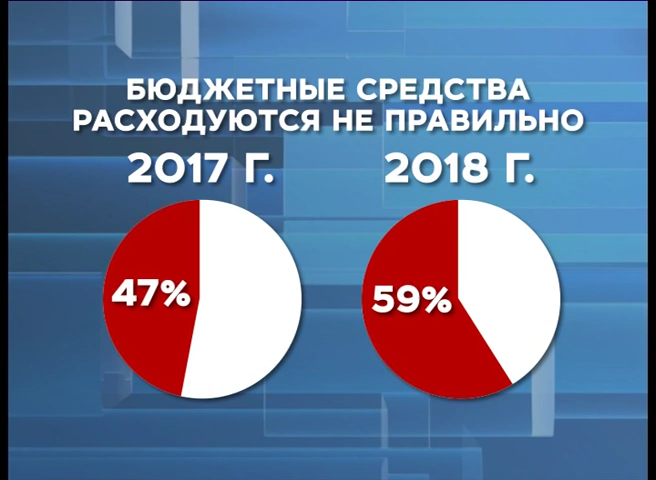 БЮДЖЕТНЫЕ СРЕДСТВА
РАСХОДУЮТСЯ НЕ ПРАВИЛЬНО
2017 Г.
2018 Г.
47%
59%